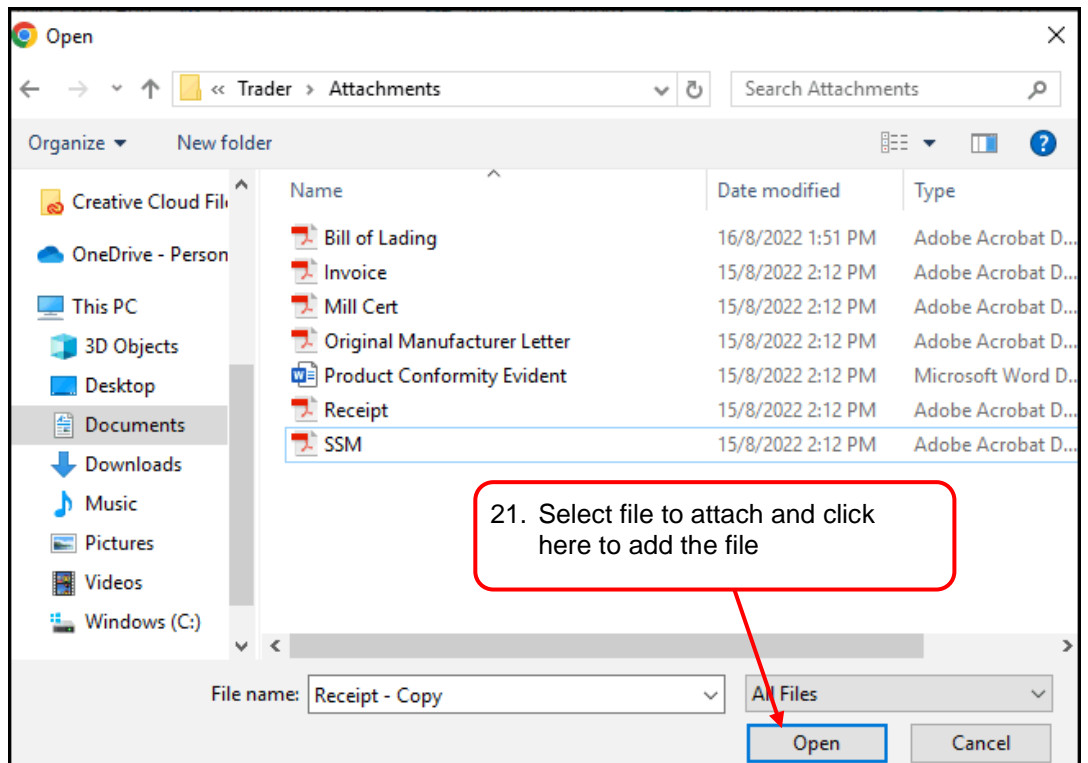 Open
« Trader › Attachments
Search Attachments
Organize
New folder
Name
Date modified
Type
Creative Cloud File
OneDrive - Person
This PC
3D Objects
Desktop
Documents
Downloads
Music
Pictures
Videos
Windows (C:)
Bill of Lading 16/8/2022 1:51 PM Adobe Acrobat D...
Invoice 15/8/2022 2:12 PM Adobe Acrobat D...
Mill Cert 15/8/2022 2:12 PM Adobe Acrobat D...
Original Manufacturer Letter 15/8/2022 2:12 PM Adobe Acrobat D...
Product Conformity Evident 15/8/2022 2:12 PM Microsoft Word D...
Receipt 15/8/2022 2:12 PM Adobe Acrobat D...
SSM 15/8/2022 2:12 PM Adobe Acrobat D...
21. Select file to attach and click
here to add the file
File name: Receipt - Copy
All Files
Open
Cancel